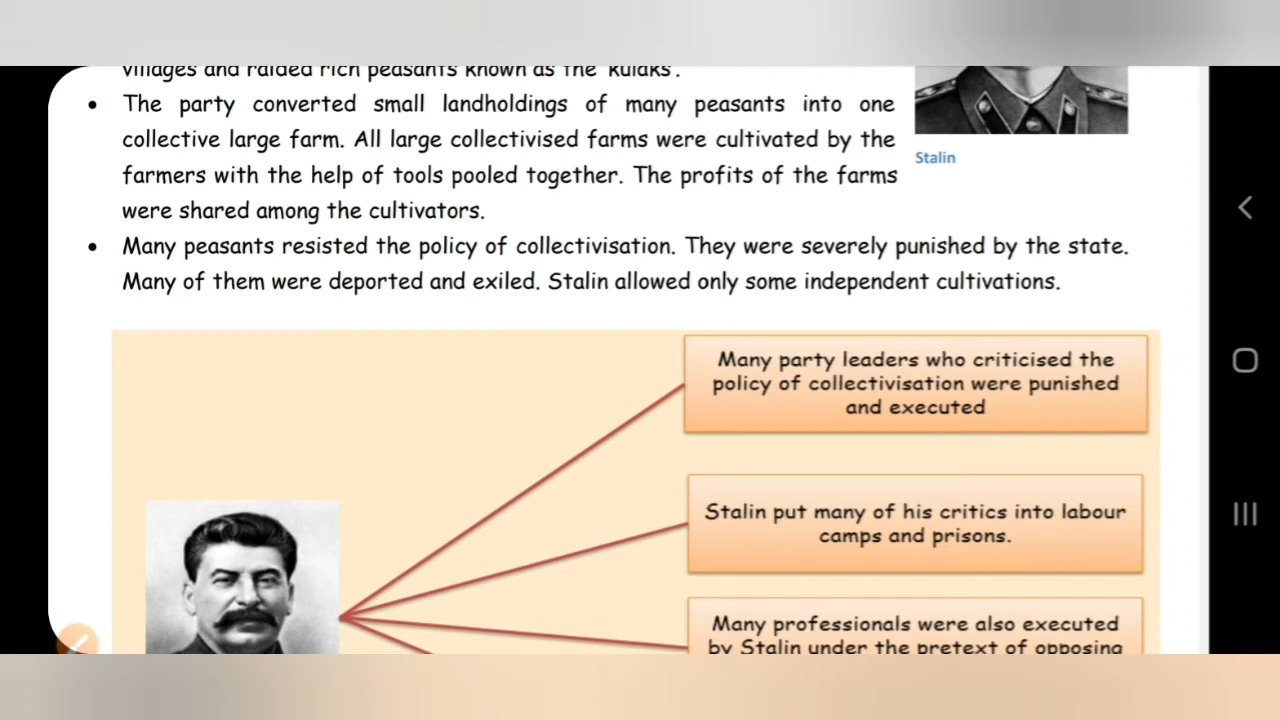 villages and raided rich peasants known as the 'kulaks'.
• The party converted small landholdings of many peasants into one
collective large farm. All large collectivised farms were cultivated by the
farmers with the help of tools pooled together. The profits of the farms
were shared among the cultivators.
Stalin
• Many peasants resisted the policy of collectivisation. They were severely punished by the state.
Many of them were deported and exiled. Stalin allowed only some independent cultivations.
Many party leaders who criticised the
policy of collectivisation were punished
and executed
Stalin put many of his critics into labour
camps and prisons.
Many professionals were also executed
by Stalin under the pretext of opposing